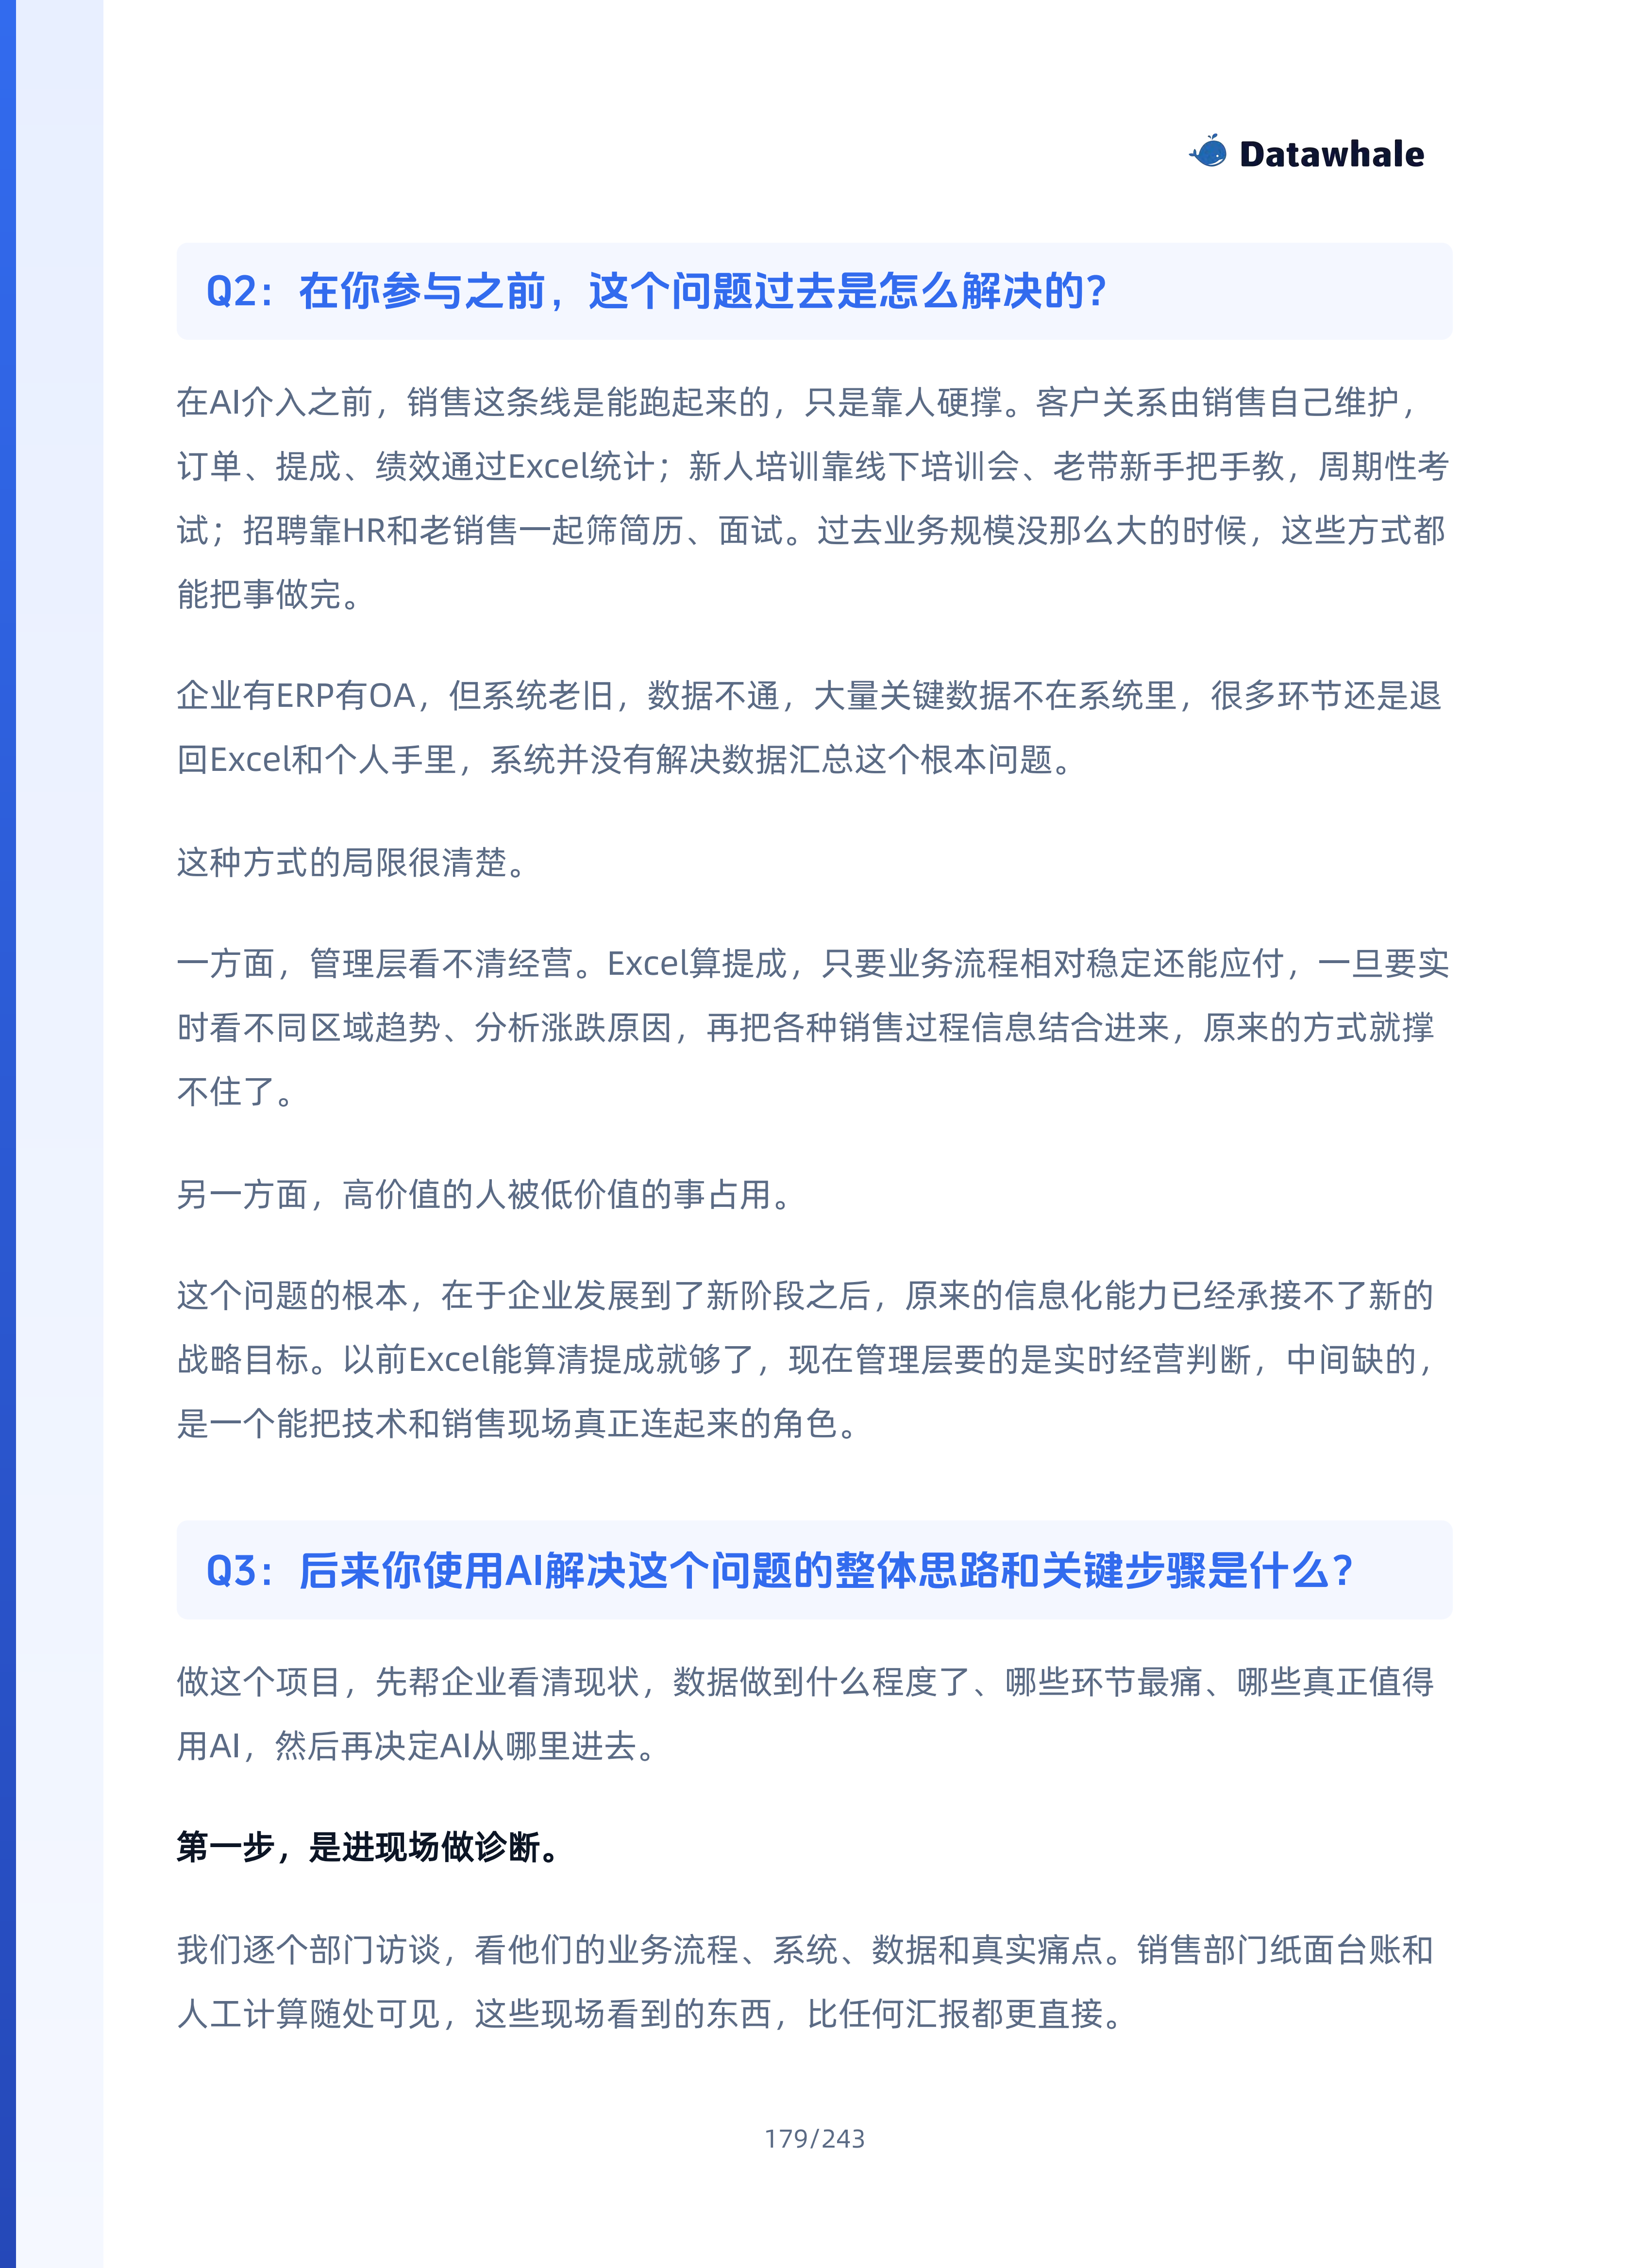 Datawhale
Q2：在你参与之前，这个问题过去是怎么解决的？
在AI介入之前，销售这条线是能跑起来的，只是靠人硬撑。客户关系由销售自己维护，
订单、提成、绩效通过Excel统计；新人培训靠线下培训会、老带新手把手教，周期性考
试；招聘靠HR和老销售一起筛简历、面试。过去业务规模没那么大的时候，这些方式都
能把事做完。
企业有ERP有OA，但系统老旧，数据不通，大量关键数据不在系统里，很多环节还是退
回Excel和个人手里，系统并没有解决数据汇总这个根本问题。
这种方式的局限很清楚。
一方面，管理层看不清经营。Excel算提成，只要业务流程相对稳定还能应付，一旦要实
时看不同区域趋势、分析涨跌原因，再把各种销售过程信息结合进来，原来的方式就撑
不住了。
另一方面，高价值的人被低价值的事占用。
这个问题的根本，在于企业发展到了新阶段之后，原来的信息化能力已经承接不了新的
战略目标。以前Excel能算清提成就够了，现在管理层要的是实时经营判断，中间缺的，
是一个能把技术和销售现场真正连起来的角色。
Q3：后来你使用AI解决这个问题的整体思路和关键步骤是什么？
做这个项目，先帮企业看清现状，数据做到什么程度了、哪些环节最痛、哪些真正值得
用AI，然后再决定AI从哪里进去。
第一步，是进现场做诊断。
我们逐个部门访谈，看他们的业务流程、系统、数据和真实痛点。销售部门纸面台账和
人工计算随处可见，这些现场看到的东西，比任何汇报都更直接。
179/243